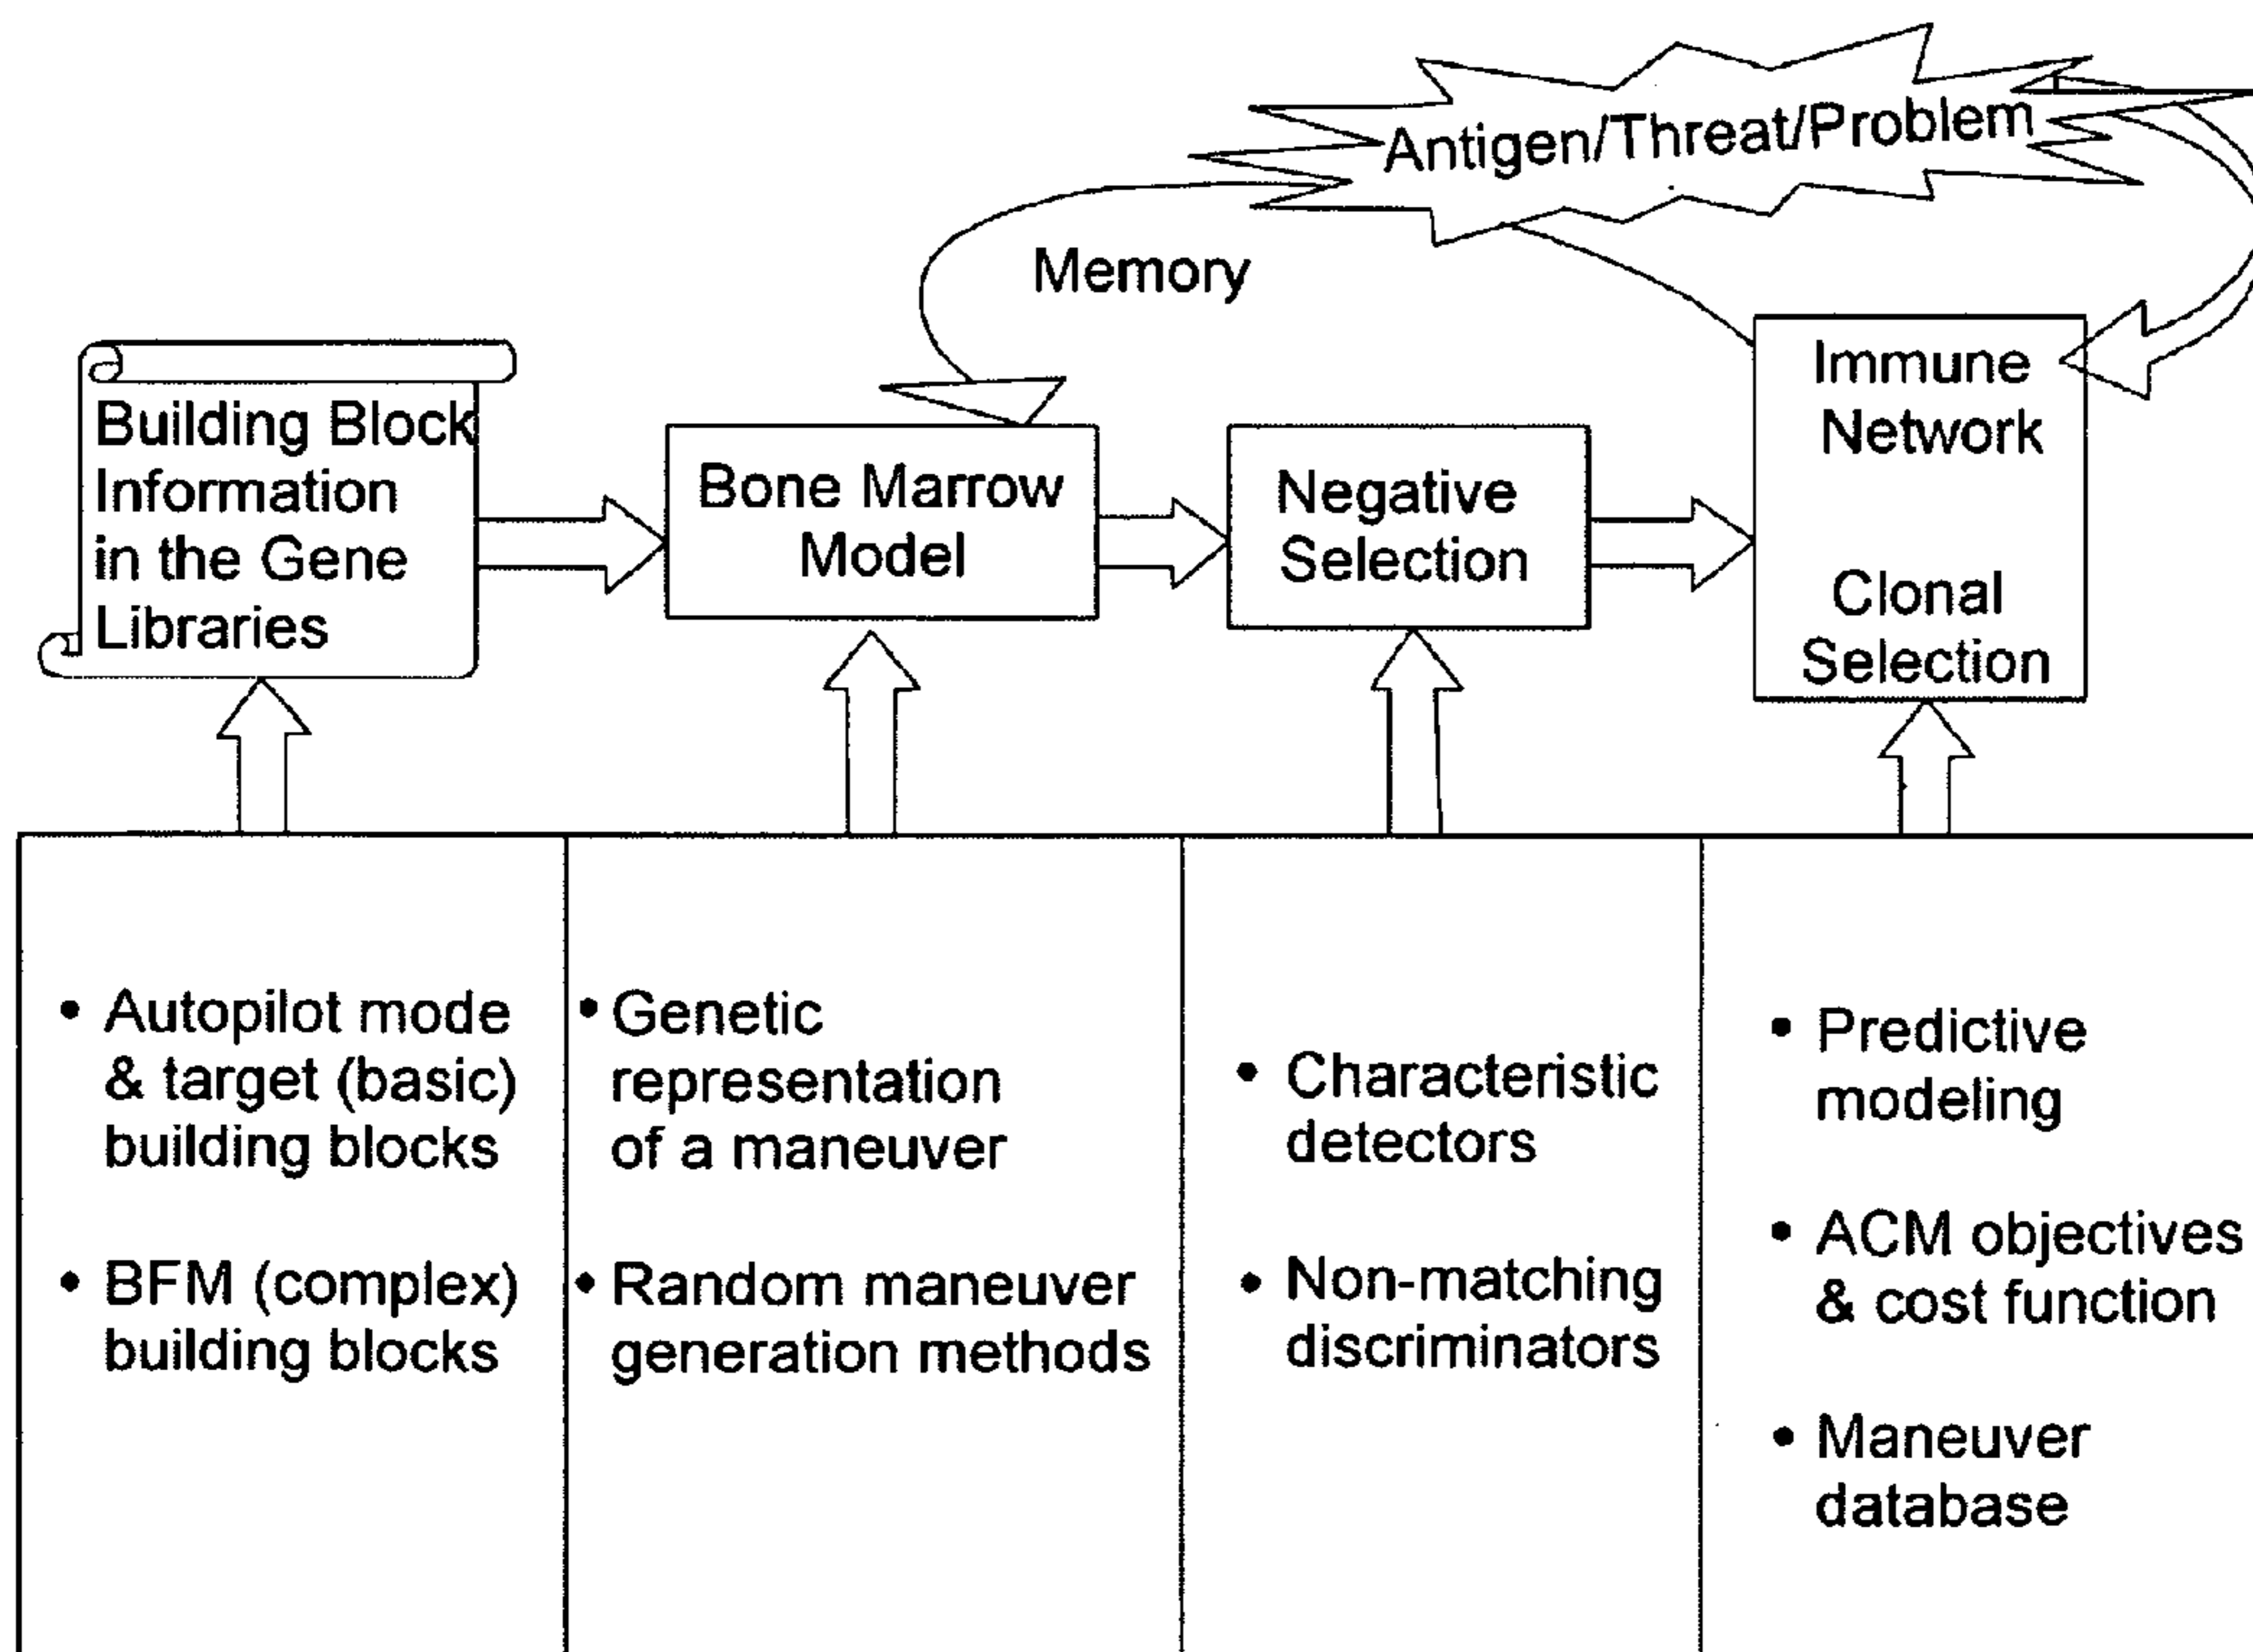 Antigen/Threat/Problem
Memory
Building Block
Information
in the Gene
Libraries
Bone Marrow
Model
Negative
Selection
Immune
Network
Clonal
Selection
• Autopilot mode
& target (basic)
building blocks
• BFM (complex)
building blocks
• Genetic
representation
of a maneuver
• Random maneuver
generation methods
• Characteristic
detectors
• Non-matching
discriminators
• Predictive
modeling
• ACM objectives
& cost function
• Maneuver
database